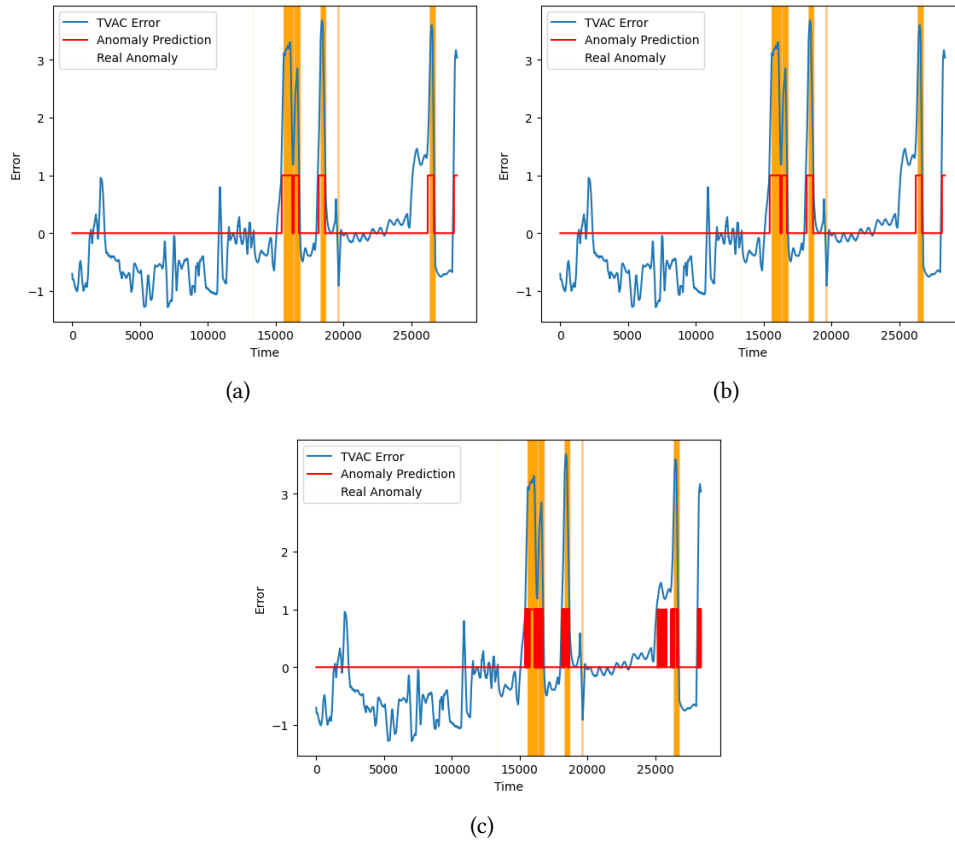 TVAC Error
Anomaly Prediction
Real Anomaly
Error
3
2
1
0
−1
0 5000 10000 15000 20000 25000
Time
(a)
TVAC Error
Anomaly Prediction
Real Anomaly
Error
3
2
1
0
−1
0 5000 10000 15000 20000 25000
Time
(b)
TVAC Error
Anomaly Prediction
Real Anomaly
Error
3
2
1
0
−1
0 5000 10000 15000 20000 25000
Time
(c)